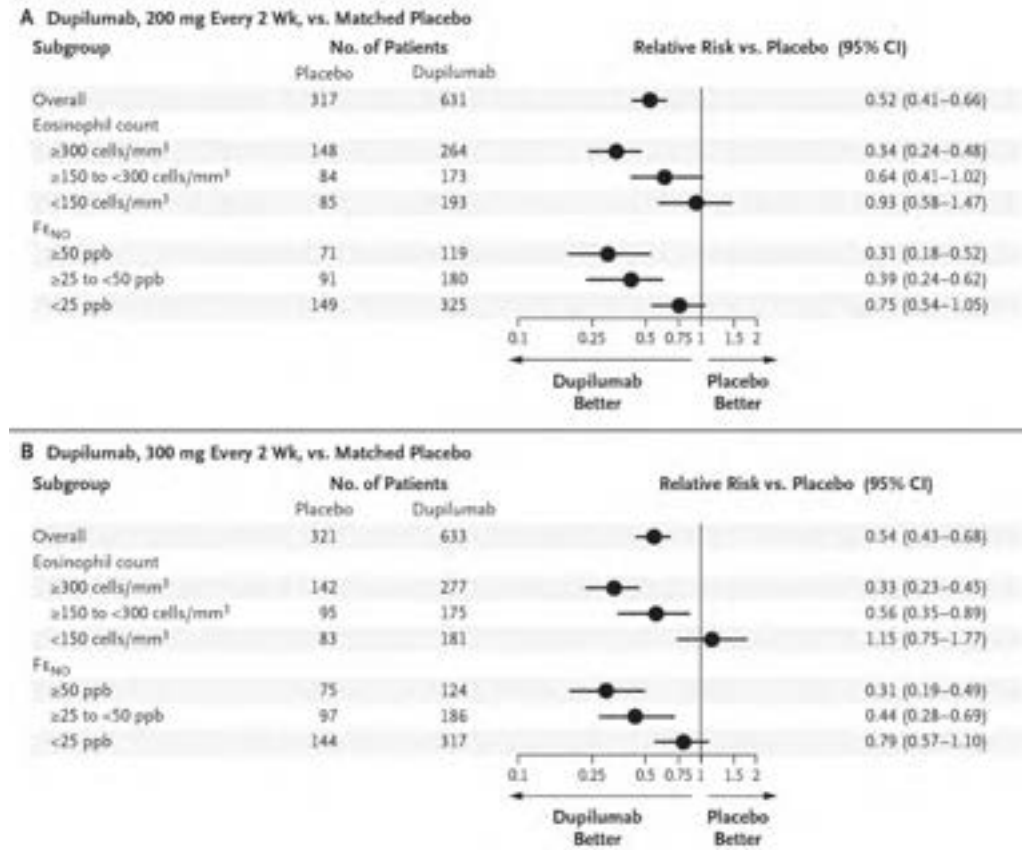 A Dupilumab, 200 mg Every 2 Wk, vs. Matched Placebo
Subgroup No. of Patients Relative Risk vs. Placebo (95% CI)
Placebo Dupilumab
Overall 317 631 0.52 (0.41–0.66)
Eosinophil count
≥300 cells/mm³ 148 264 0.34 (0.24–0.48)
≥150 to <300 cells/mm³ 84 173 0.64 (0.41–1.02)
<150 cells/mm³ 85 193 0.93 (0.58–1.47)
FENO
≥50 ppb 71 119 0.31 (0.18–0.52)
≥25 to <50 ppb 91 180 0.39 (0.24–0.62)
<25 ppb 149 325 0.75 (0.54–1.05)
0.1 0.25 0.5 0.75 1 1.5 2
Dupilumab Better Placebo Better
B Dupilumab, 300 mg Every 2 Wk, vs. Matched Placebo
Subgroup No. of Patients Relative Risk vs. Placebo (95% CI)
Placebo Dupilumab
Overall 321 633 0.54 (0.43–0.68)
Eosinophil count
≥300 cells/mm³ 142 277 0.33 (0.23–0.45)
≥150 to <300 cells/mm³ 95 175 0.56 (0.35–0.89)
<150 cells/mm³ 83 181 1.15 (0.75–1.77)
FENO
≥50 ppb 75 124 0.31 (0.19–0.49)
≥25 to <50 ppb 97 186 0.44 (0.28–0.69)
<25 ppb 144 317 0.79 (0.57–1.10)
0.1 0.25 0.5 0.75 1 1.5 2
Dupilumab Better Placebo Better